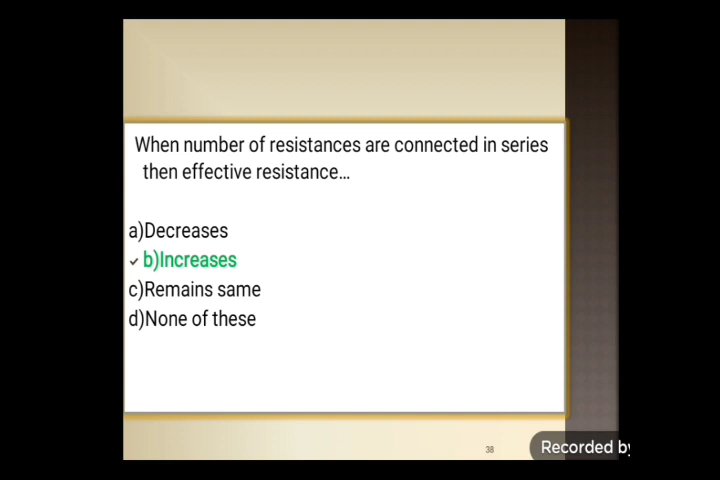 When number of resistances are connected in series
then effective resistance...
a)Decreases
✓ b)Increases
c)Remains same
d)None of these
38
Recorded by